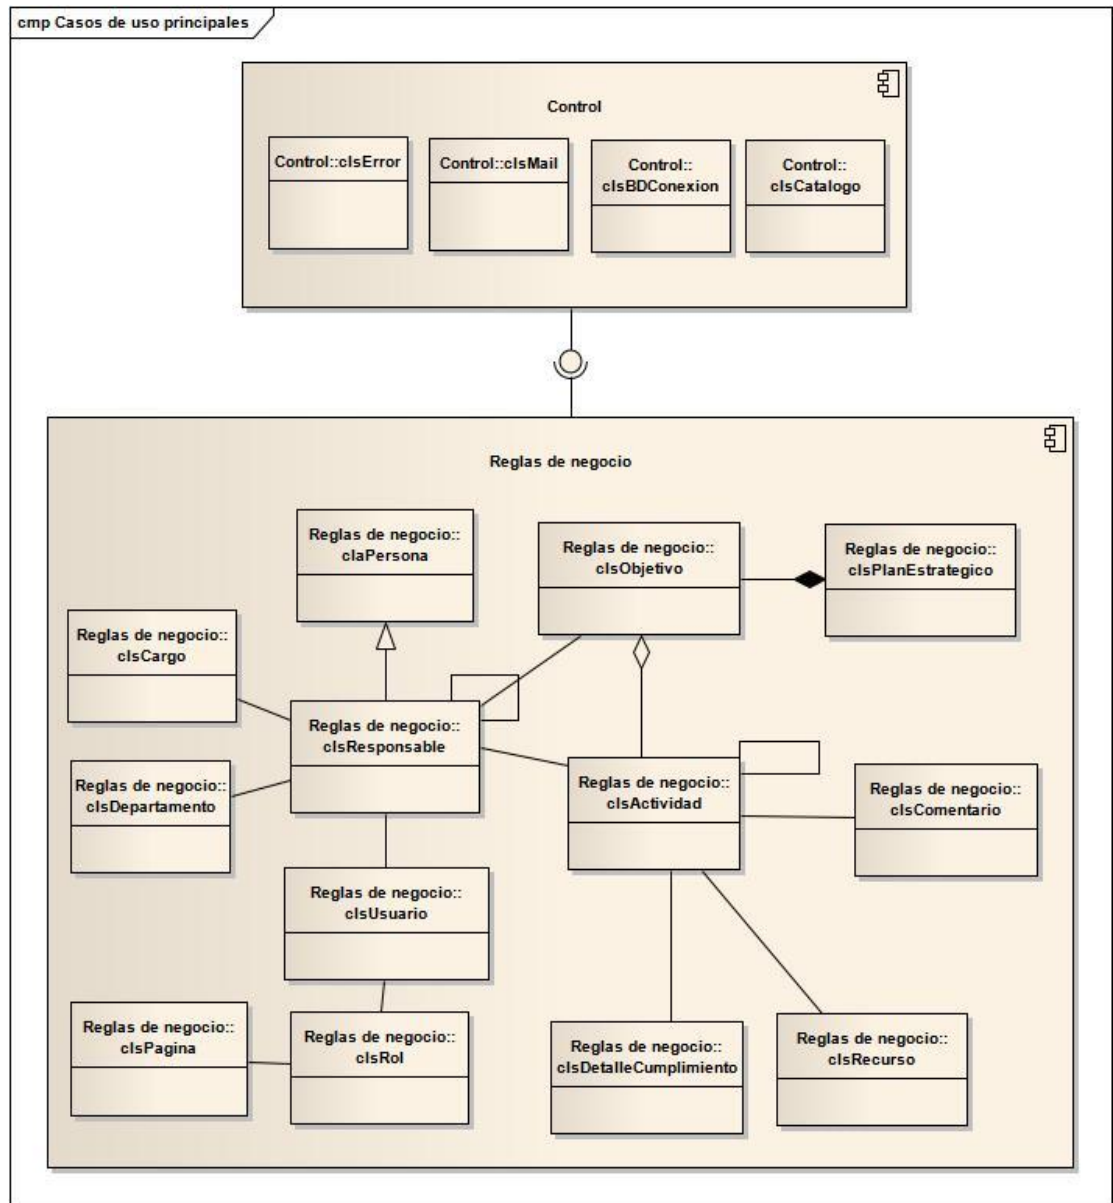 cmp Casos de uso principales
Control
Control::clsError
Control::clsMail
Control::
clsBDConexion
Control::
clsCatalogo
Reglas de negocio
Reglas de negocio::
claPersona
Reglas de negocio::
clsObjetivo
Reglas de negocio::
clsPlanEstrategico
Reglas de negocio::
clsCargo
Reglas de negocio::
clsResponsable
Reglas de negocio::
clsDepartamento
Reglas de negocio::
clsActividad
Reglas de negocio::
clsComentario
Reglas de negocio::
clsUsuario
Reglas de negocio::
clsPagina
Reglas de negocio::
clsRol
Reglas de negocio::
clsDetalleCumplimiento
Reglas de negocio::
clsRecurso